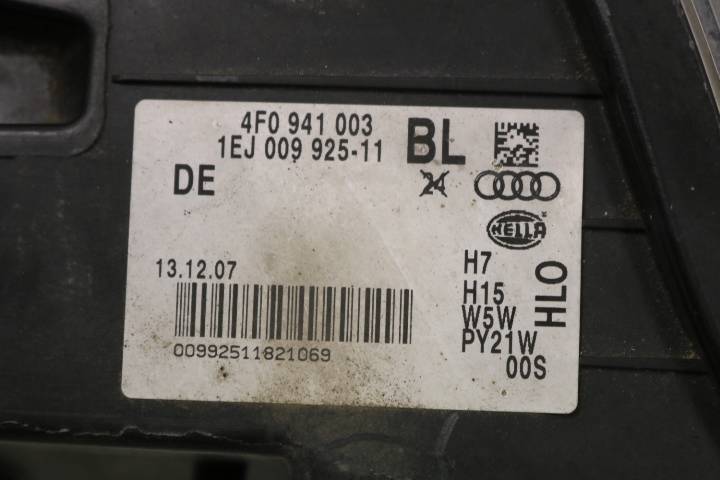 4F0 941 003 BL
1EJ 009 925-11
DE
24
HELLA
13.12.07
H7
H15
W5W
PY21W
00S
HLO
00992511821069